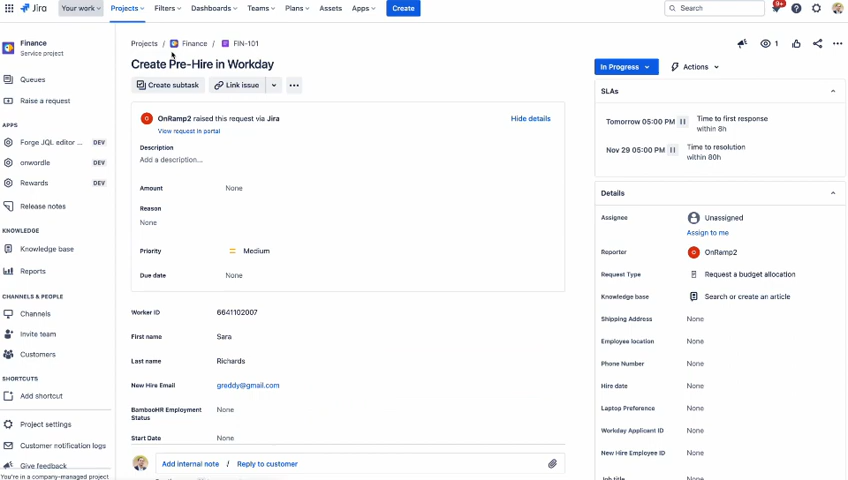 Jira
Your work
Projects
Filters
Dashboards
Teams
Plans
Assets
Apps
Create
Search
9+
Finance
Service project
Queues
Raise a request
APPS
Forge JQL editor ... DEV
onwordle DEV
Rewards DEV
Release notes
KNOWLEDGE
Knowledge base
Reports
CHANNELS & PEOPLE
Channels
Invite team
Customers
SHORTCUTS
Add shortcut
Project settings
Customer notification logs
Give feedback
You're in a company-managed project
Projects / Finance / FIN-101
Create Pre-Hire in Workday
Create subtask
Link issue
OnRamp2 raised this request via Jira
Hide details
View request in portal
Description
Add a description...
Amount None
Reason
None
Priority Medium
Due date None
Worker ID 6641102007
First name Sara
Last name Richards
New Hire Email greddy@gmail.com
BambooHR Employment None
Status
Start Date None
Add internal note / Reply to customer
1
In Progress
Actions
SLAs
Tomorrow 05:00 PM Time to first response
within 8h
Nov 29 05:00 PM Time to resolution
within 80h
Details
Assignee Unassigned
Assign to me
Reporter O OnRamp2
Request Type Request a budget allocation
Knowledge base Search or create an article
Shipping Address None
Employee location None
Phone Number None
Hire date None
Laptop Preference None
Workday Applicant ID None
New Hire Employee ID None
Job title